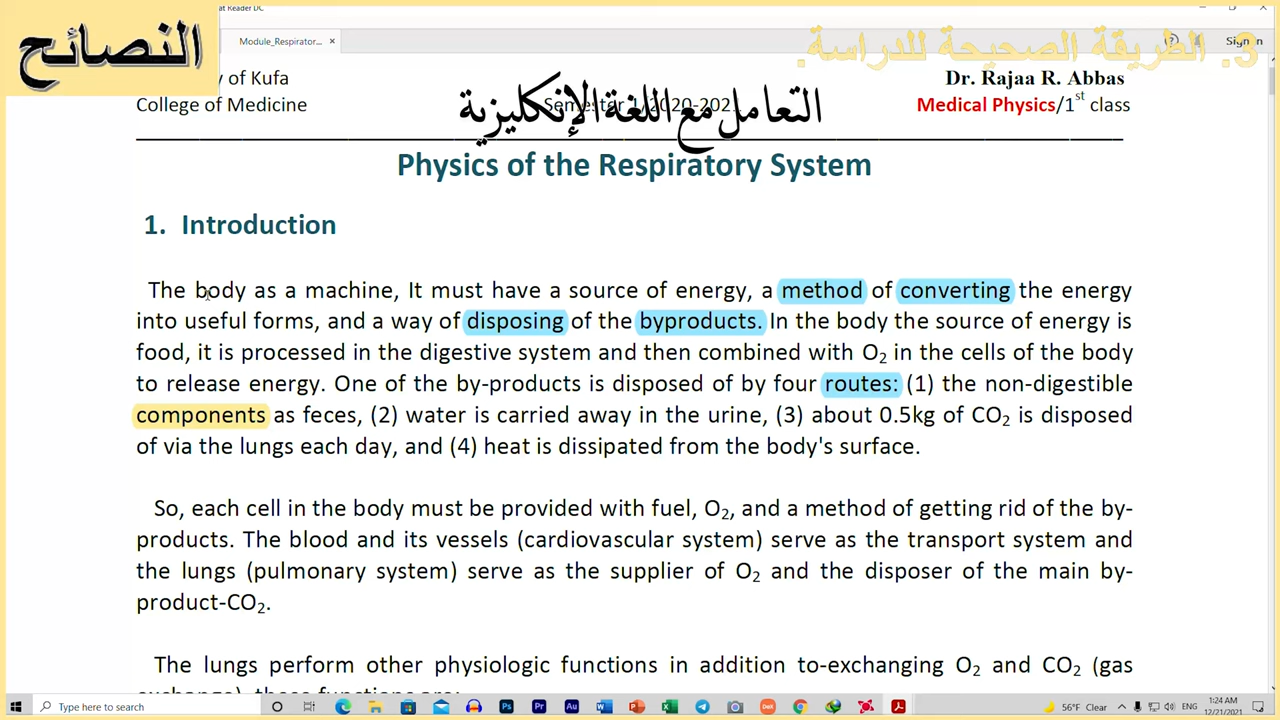 النصائح
at Reader DC
Module_Respirator... ×
Sign In
3. الطريقة الصحيحة للدراسة.
y of Kufa
Dr. Rajaa R. Abbas
College of Medicine
التعامل مع اللغة الإنكليزية
Medical Physics/1st class
Physics of the Respiratory System
1. Introduction
The body as a machine, It must have a source of energy, a method of converting the energy
into useful forms, and a way of disposing of the byproducts. In the body the source of energy is
food, it is processed in the digestive system and then combined with O2 in the cells of the body
to release energy. One of the by-products is disposed of by four routes: (1) the non-digestible
components as feces, (2) water is carried away in the urine, (3) about 0.5kg of CO2 is disposed
of via the lungs each day, and (4) heat is dissipated from the body's surface.
So, each cell in the body must be provided with fuel, O2, and a method of getting rid of the by-
products. The blood and its vessels (cardiovascular system) serve as the transport system and
the lungs (pulmonary system) serve as the supplier of O2 and the disposer of the main by-
product-CO2.
The lungs perform other physiologic functions in addition to-exchanging O2 and CO2 (gas
Type here to search
56°F Clear
ENG
1:24 AM
12/21/2021